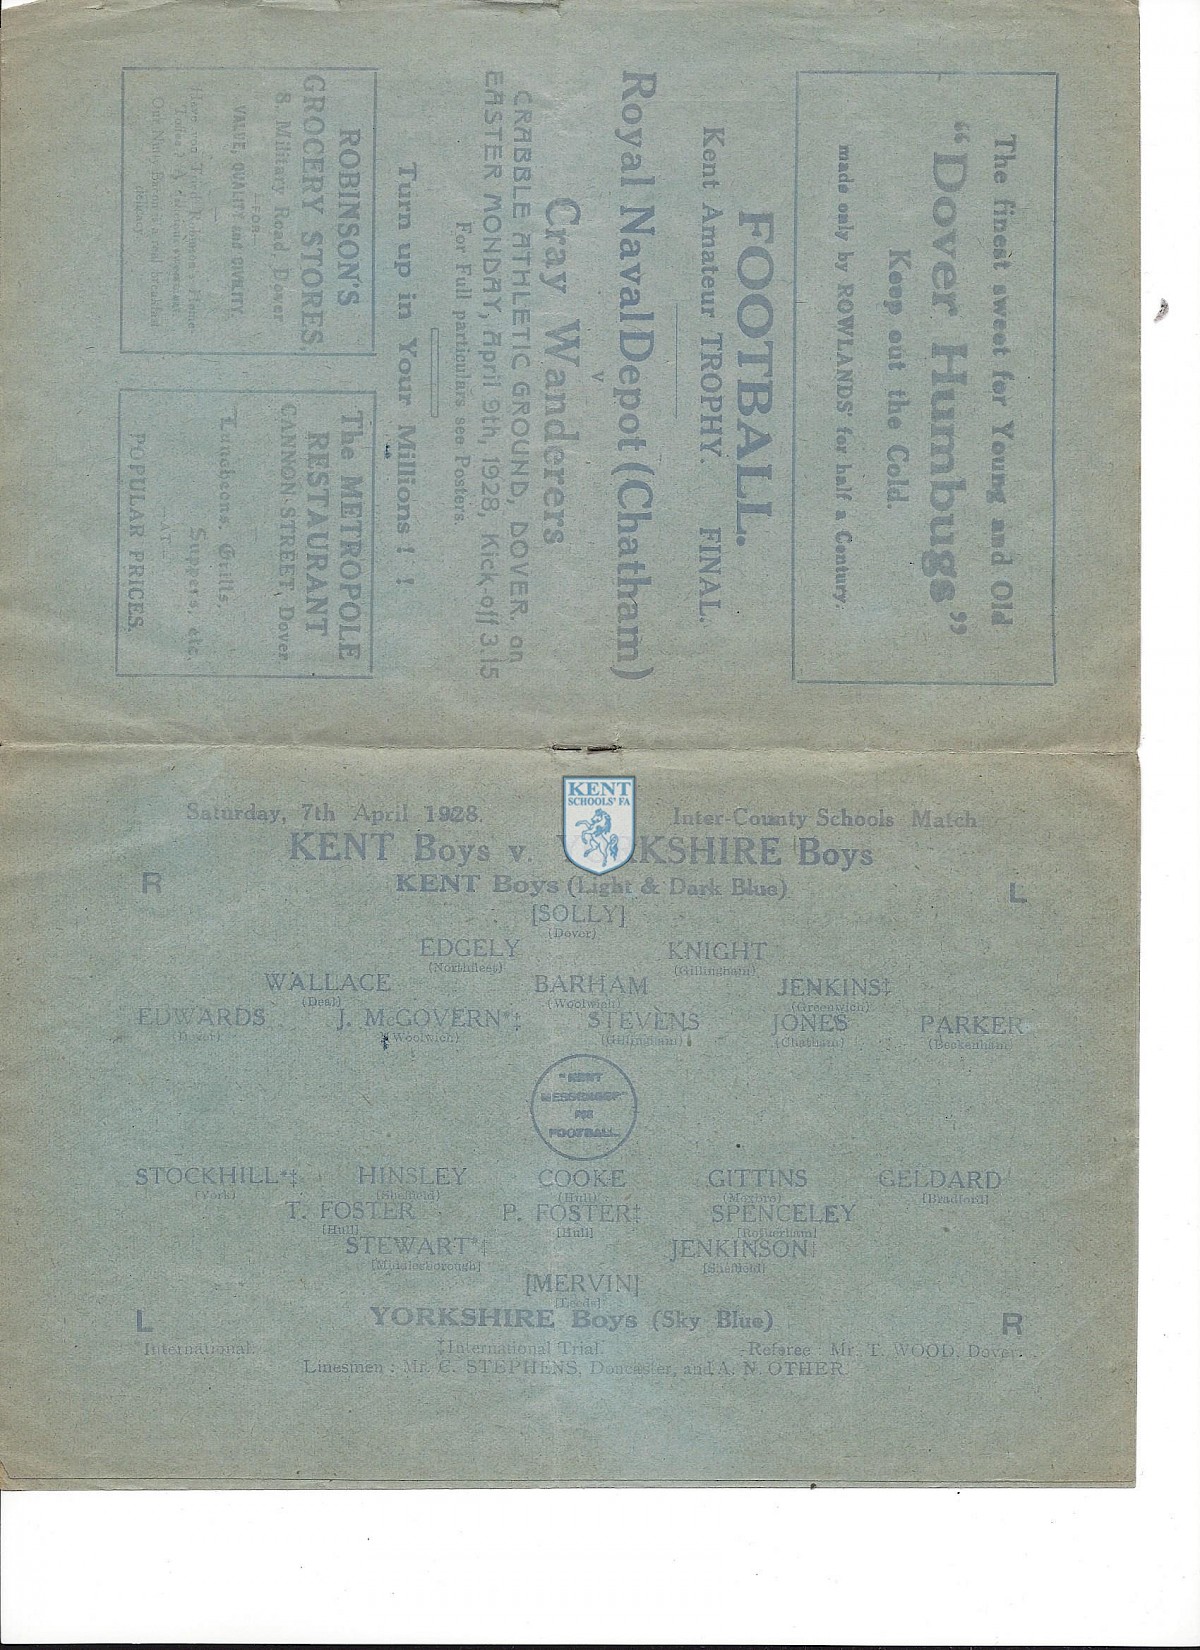 The finest sweet for Young and Old
"Dover Humbugs"
Keep out the Cold.
made only by ROWLANDS' for half a Century.
FOOTBALL.
Kent Amateur TROPHY. FINAL.
Royal Naval Depot (Chatham)
v
Cray Wanderers
CRABBLE ATHLETIC GROUND, DOVER. on
EASTER MONDAY, April 9th, 1928, Kick-off 3.15
For Full particulars see Posters.
Turn up in Your Millions ! !
ROBINSON'S
GROCERY STORES,
8. Military Road, Dover
—FOR—
VALUE, QUALITY and CIVILITY.
The METROPOLE
RESTAURANT
CANNON STREET, Dover
Luncheons, Grills,
Suppers, etc.
—AT—
POPULAR PRICES.
KENT
SCHOOLS' FA
Saturday, 7th April 1928. Inter-County Schools Match
KENT Boys v. YORKSHIRE Boys
R KENT Boys (Light & Dark Blue) L
[SOLLY]
(Dover)
EDGELY KNIGHT
(Northfleet) (Gillingham)
WALLACE BARHAM JENKINS‡
(Deal) (Woolwich) (Greenwich)
EDWARDS J. McGOVERN*‡ STEVENS JONES PARKER
(Dover) (Woolwich) (Gillingham) (Chatham) (Beckenham)
"KENT
MESSENGER"
FOR
FOOTBALL.
STOCKHILL*‡ HINSLEY COOKE GITTINS GELDARD
(York) (Sheffield) (Hull) (Mexbro) [Bradford]
T. FOSTER P. FOSTER‡ SPENCELEY
[Hull] [Hull] [Rotherham]
STEWART*‡ JENKINSON
[Middlesborough] [Sheffield]
[MERVIN]
[Leeds]
L YORKSHIRE Boys (Sky Blue) R
*International. ‡International Trial. Referee : Mr. T. WOOD, Dover.
Linesmen : Mr. C. STEPHENS, Doncaster, and A. N. OTHER